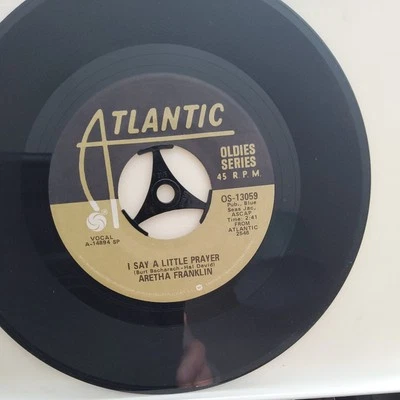 ATLANTIC
OLDIES
SERIES
45 R.P.M
OS-13059
Pub., Blue
Seas Jac,
ASCAP
Time: 2:41
FROM
ATLANTIC
2546
VOCAL
A-14894 SP
I SAY A LITTLE PRAYER
(Burt Bacharach-Hal David)
ARETHA FRANKLIN